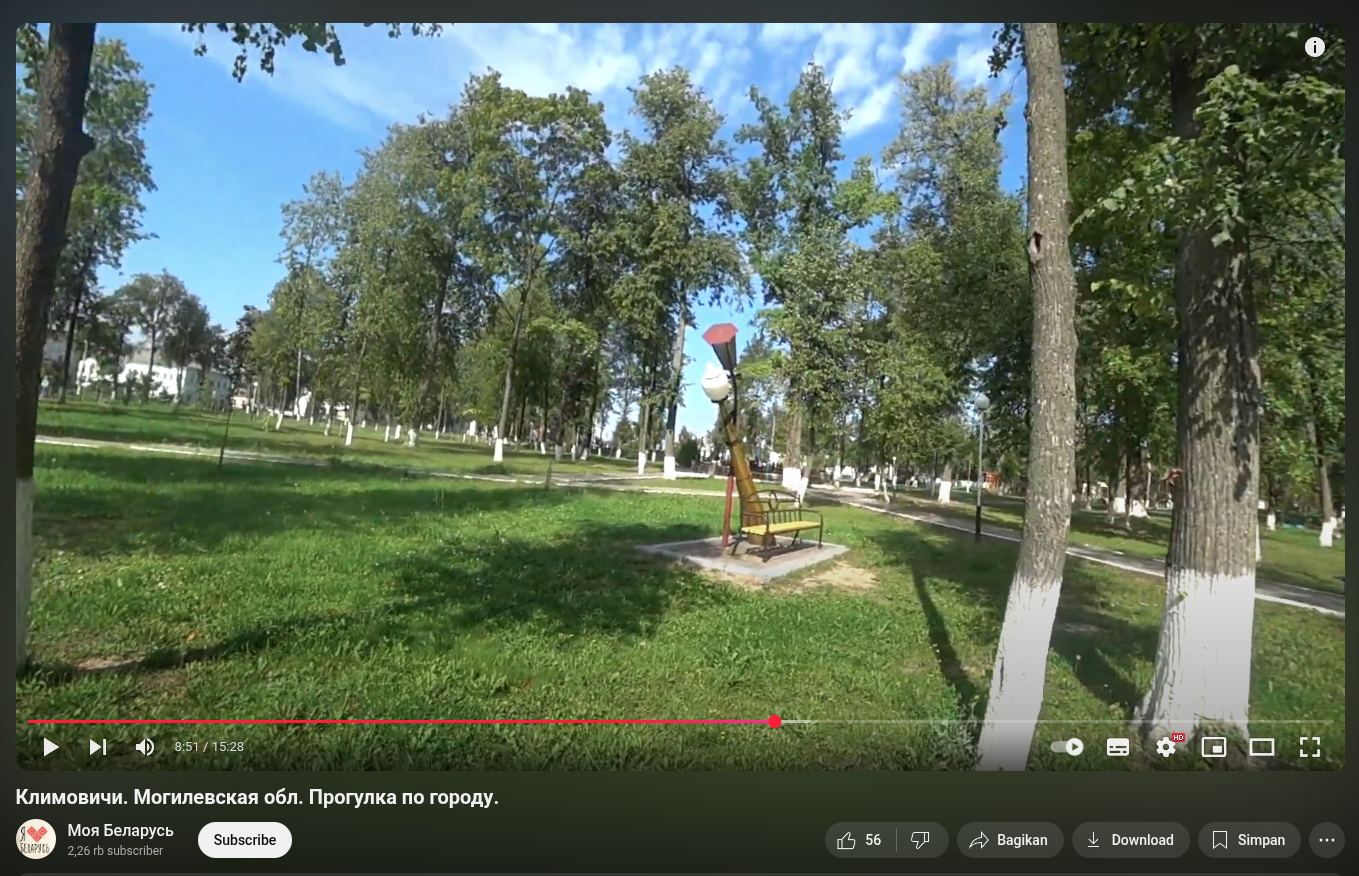 i
8:51 / 15:28
HD
Климовичи. Могилевская обл. Прогулка по городу.
Я
БЕЛАРУСЬ
Моя Беларусь
2,26 rb subscriber
Subscribe
56
Bagikan
Download
Simpan